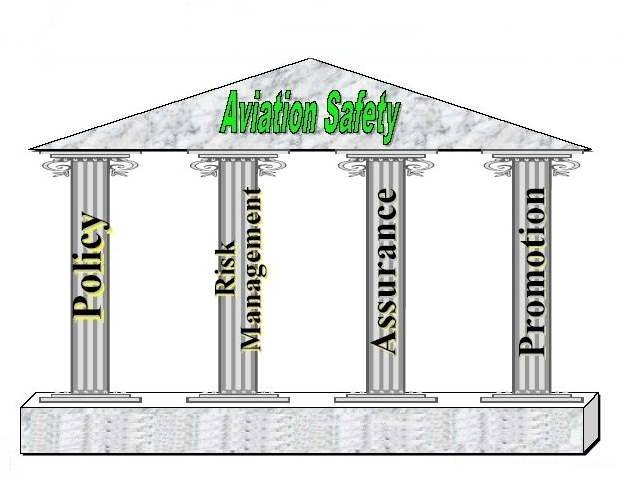 Aviation Safety
Policy
Risk
Management
Assurance
Promotion